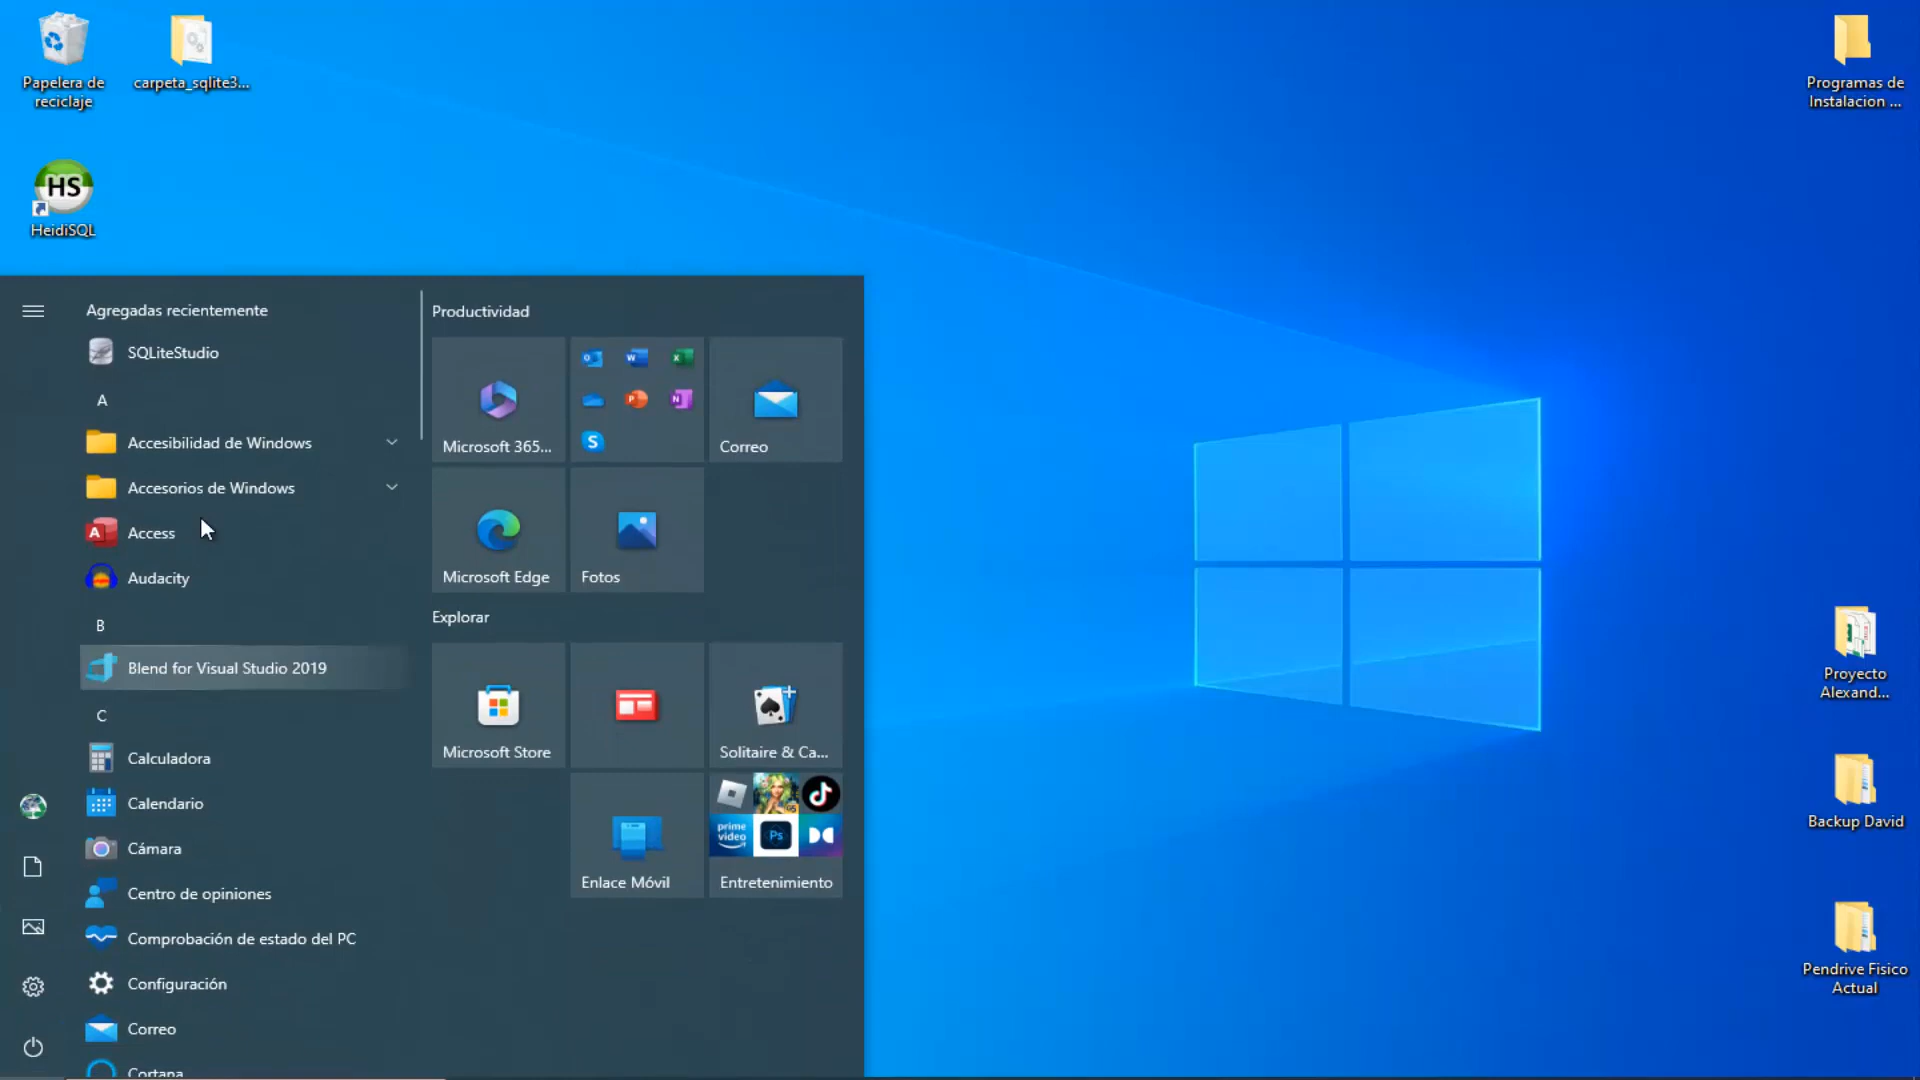 Papelera de
reciclaje
carpeta_sqlite3...
HS
HeidiSQL
Programas de
Instalacion ...
Agregadas recientemente
SQLiteStudio
A
Accesibilidad de Windows
Accesorios de Windows
Access
Audacity
B
Blend for Visual Studio 2019
C
Calculadora
Calendario
Cámara
Centro de opiniones
Comprobación de estado del PC
Configuración
Correo
Cortana
Productividad
Microsoft 365...
Correo
Microsoft Edge
Fotos
Explorar
Microsoft Store
Solitaire & Ca...
Enlace Móvil
prime
video
Ps
Entretenimiento
Proyecto
Alexand...
Backup David
Pendrive Fisico
Actual